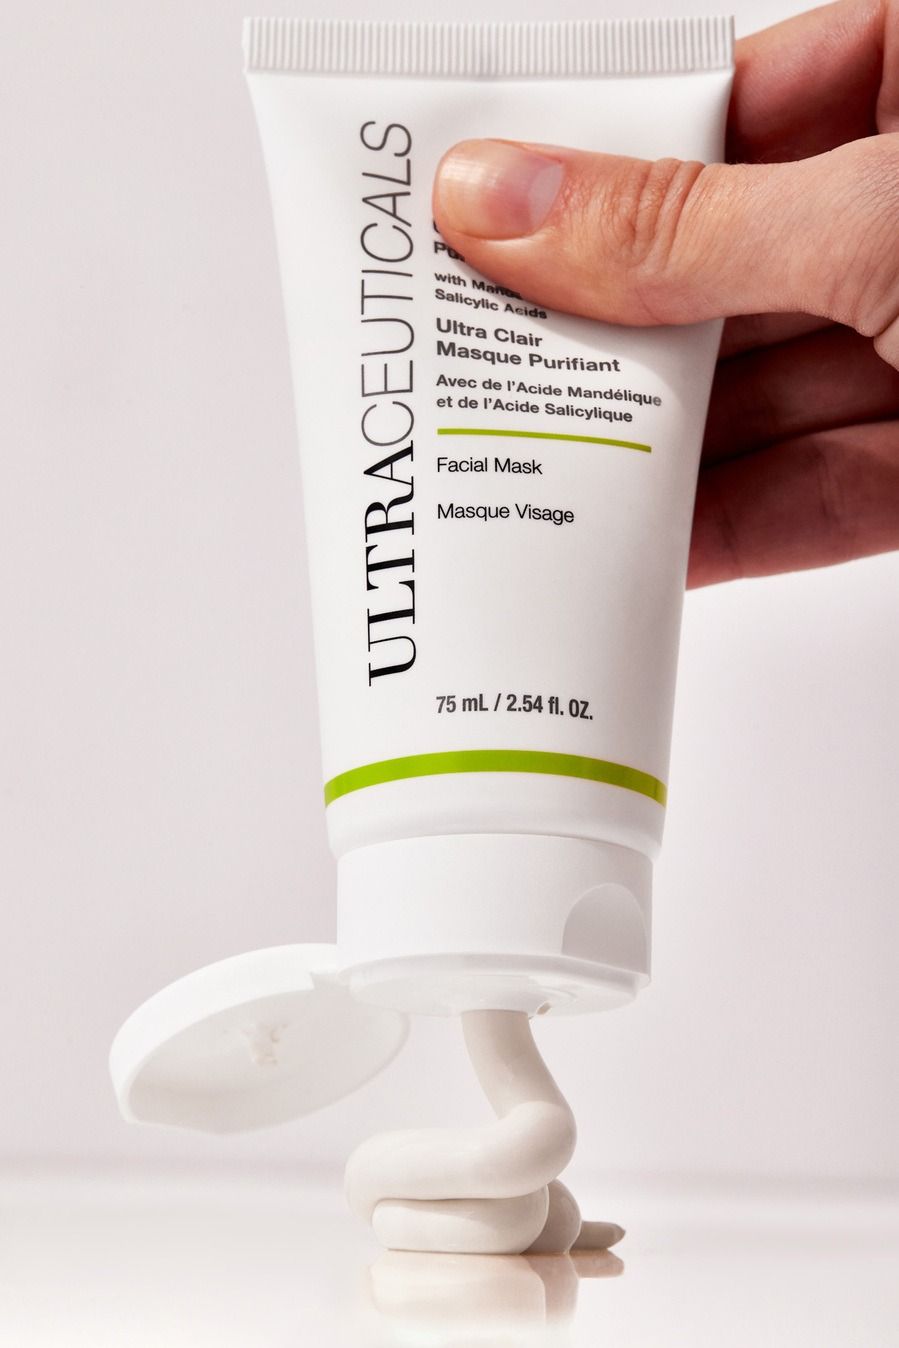 ULTRACEUTICALS
with
Salicylic Acids
Ultra Clair
Masque Purifiant
Avec de l'Acide Mandélique
et de l'Acide Salicylique
Facial Mask
Masque Visage
75 mL / 2.54 fl. OZ.